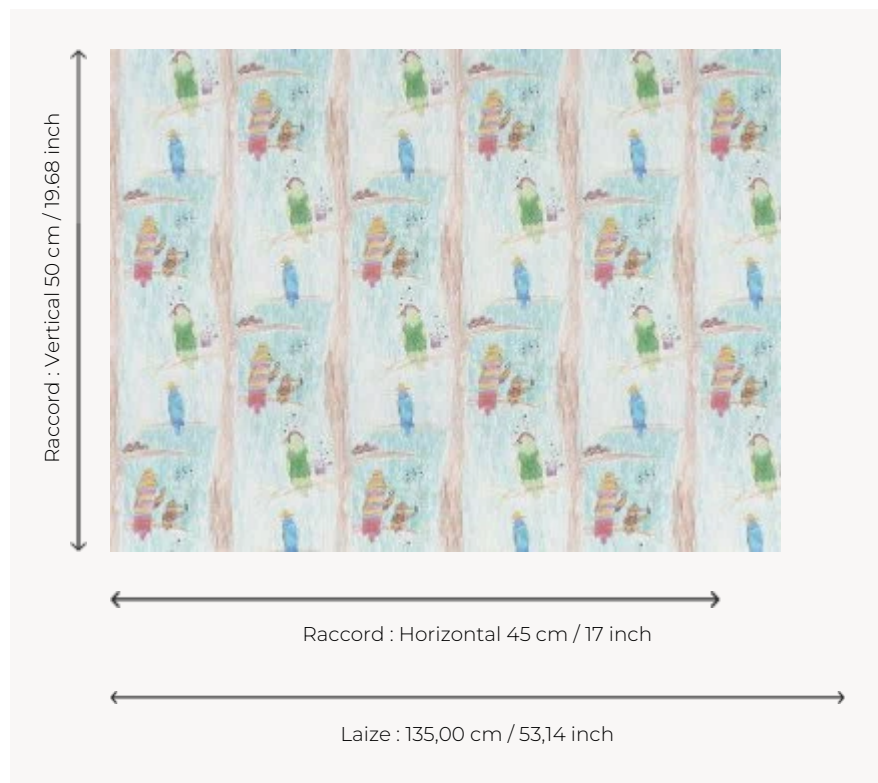 Raccord : Vertical 50 cm / 19.68 inch
Raccord : Horizontal 45 cm / 17 inch
Laize : 135,00 cm / 53,14 inch